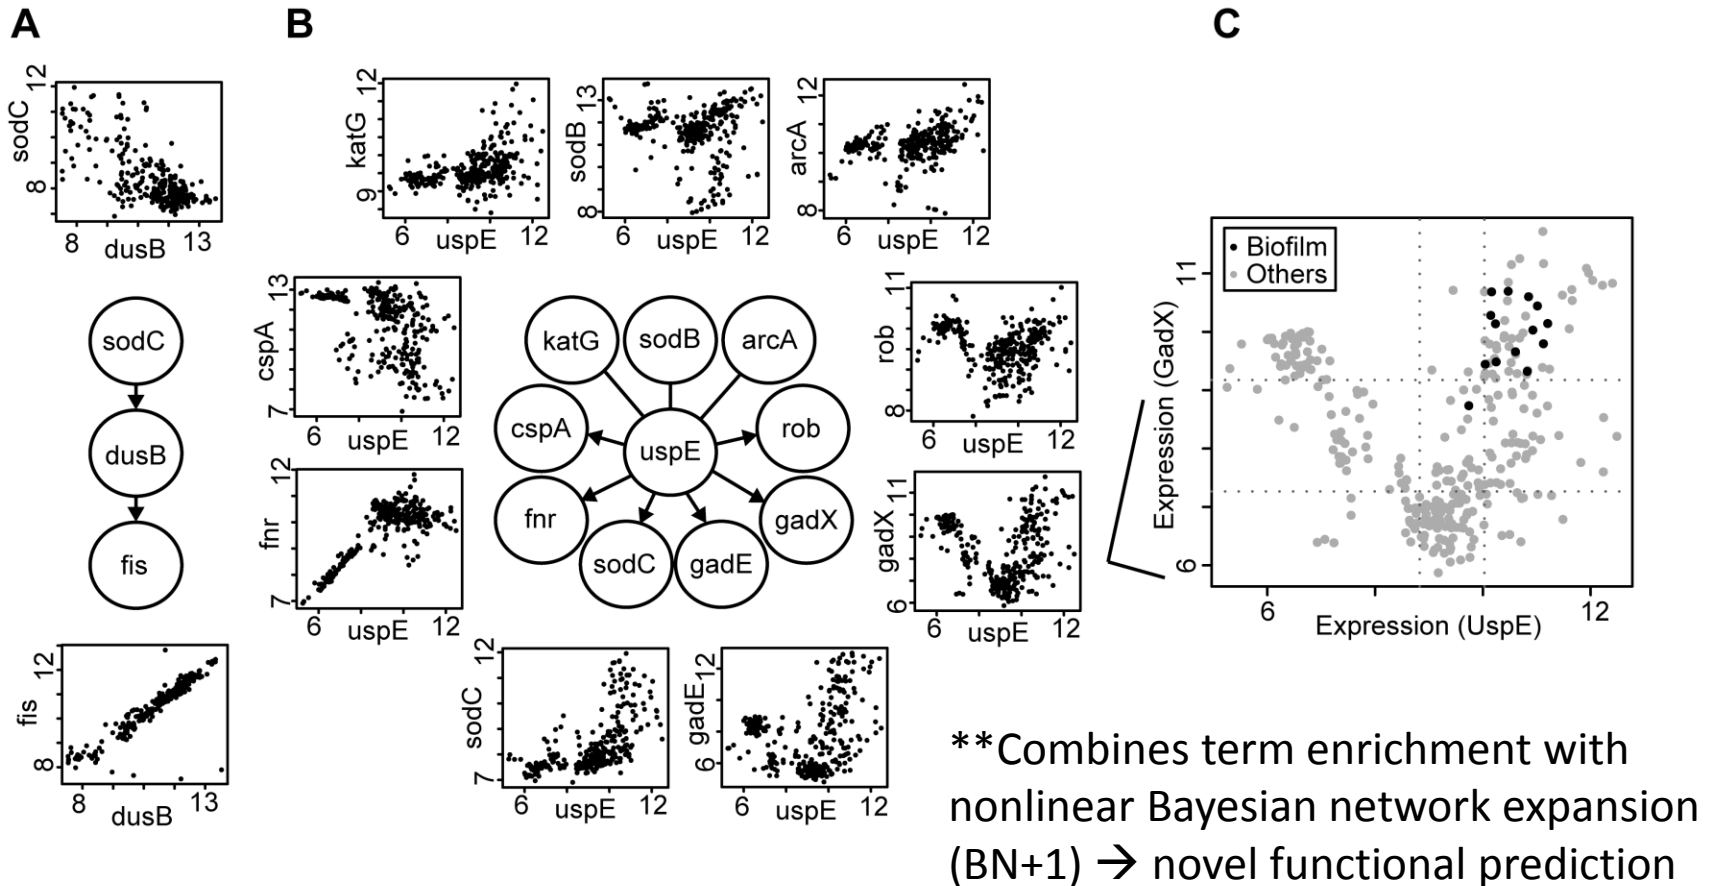 A
B
C
12
sodC
8
8
13
dusB
sodC
dusB
fis
12
fis
8
8
13
dusB
12
katG
9
6
12
uspE
13
sodB
8
6
12
uspE
12
arcA
8
6
12
uspE
13
cspA
7
6
12
uspE
12
fnr
7
6
12
uspE
katG
sodB
arcA
cspA
uspE
rob
fnr
gadX
sodC
gadE
11
rob
8
6
12
uspE
11
gadX
6
6
12
uspE
12
sodC
7
6
12
uspE
12
gadE
6
6
12
uspE
Biofilm
Others
11
Expression (GadX)
6
6
12
Expression (UspE)
**Combines term enrichment with
nonlinear Bayesian network expansion
(BN+1) → novel functional prediction